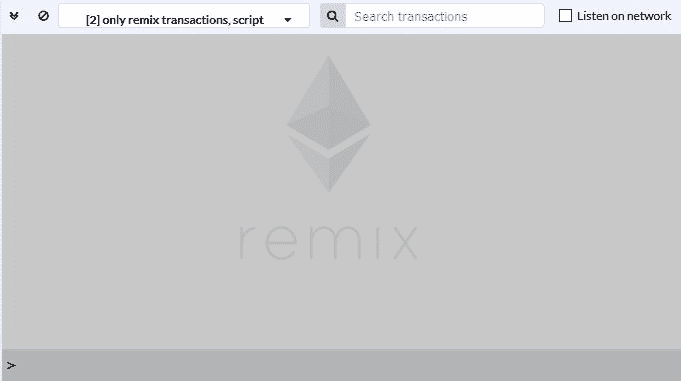 [2] only remix transactions, script
Search transactions
Listen on network
remix
>